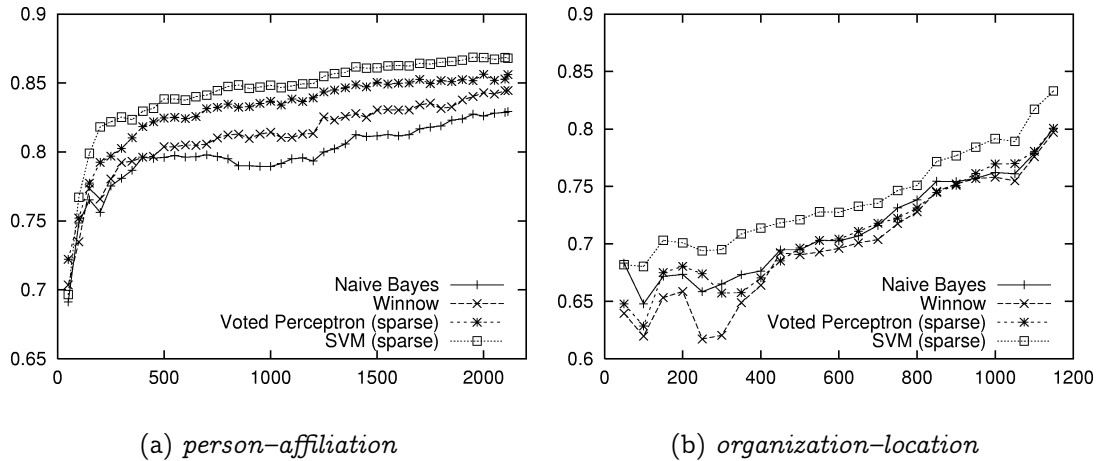 0.9
0.85
0.8
0.75
0.7
0.65
0
500
1000
1500
2000
Naive Bayes
Winnow
Voted Perceptron (sparse)
SVM (sparse)
(a) person–affiliation
0.9
0.85
0.8
0.75
0.7
0.65
0.6
0
200
400
600
800
1000
1200
Naive Bayes
Winnow
Voted Perceptron (sparse)
SVM (sparse)
(b) organization–location